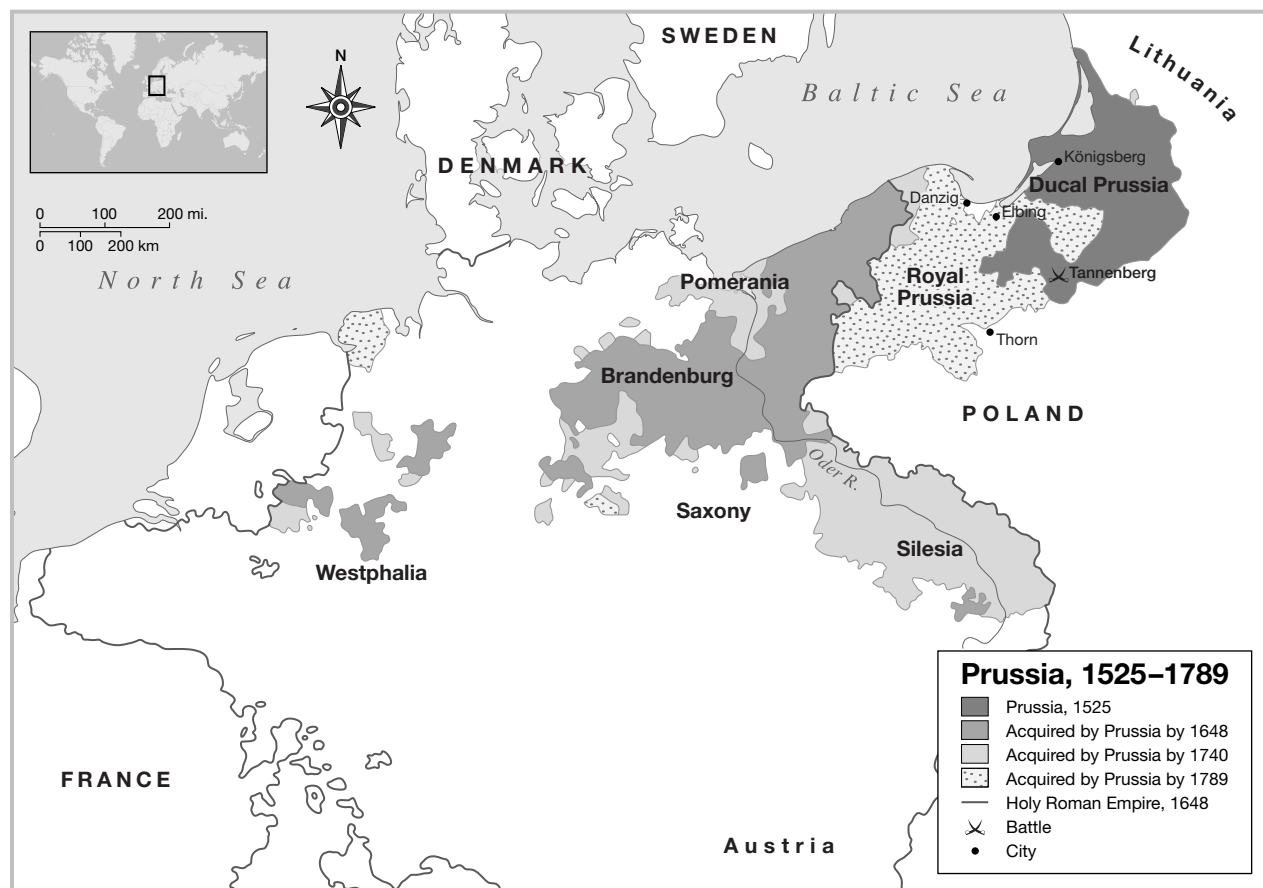 SWEDEN
Lithuania
Baltic Sea
N
DENMARK
Königsberg
Ducal Prussia
Danzig
Elbing
0 100 200 mi.
0 100 200 km
North Sea
Pomerania
Royal
Prussia
Tannenberg
Thorn
Brandenburg
POLAND
Oder R.
Saxony
Silesia
Westphalia
FRANCE
Austria
Prussia, 1525–1789
Prussia, 1525
Acquired by Prussia by 1648
Acquired by Prussia by 1740
Acquired by Prussia by 1789
Holy Roman Empire, 1648
Battle
City